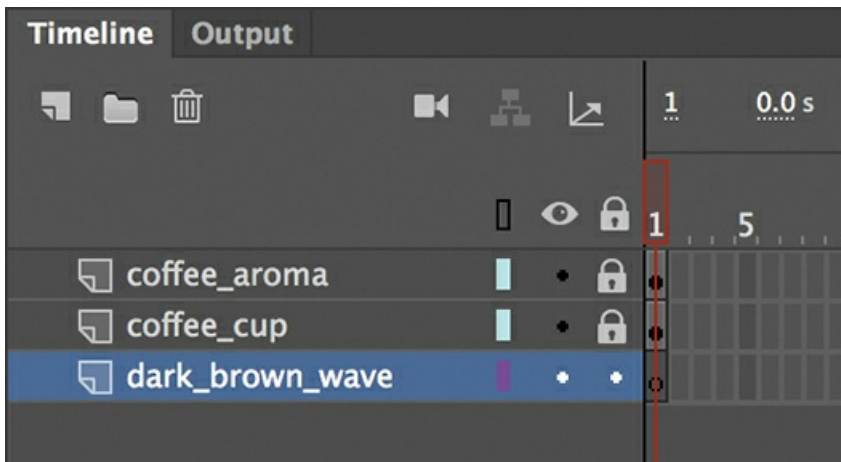 Timeline Output
1 0.0 s
1 5
coffee_aroma
coffee_cup
dark_brown_wave